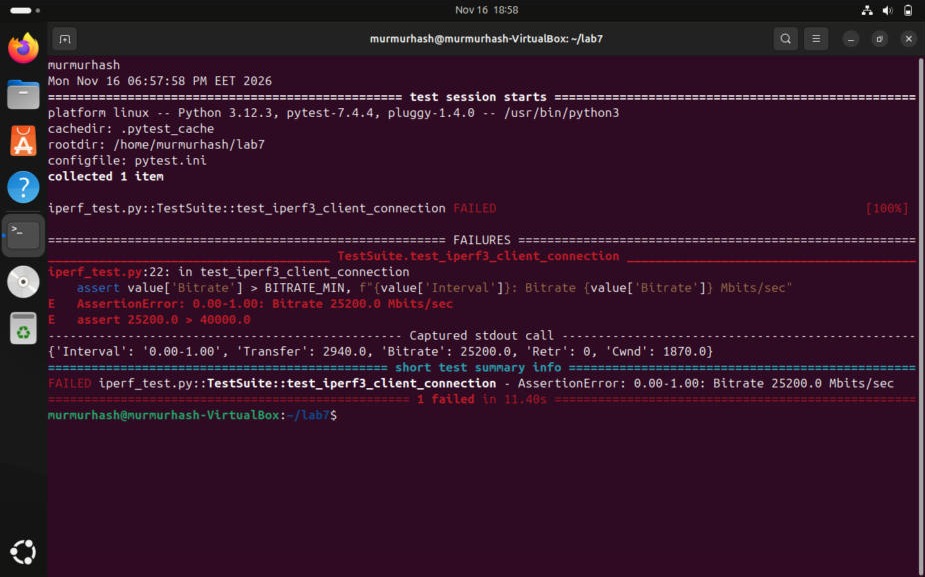 Nov 16 18:58
murmurhash@murmurhash-VirtualBox: ~/lab7
murmurhash
Mon Nov 16 06:57:58 PM EET 2026
================================================= test session starts ==================================================
platform linux -- Python 3.12.3, pytest-7.4.4, pluggy-1.4.0 -- /usr/bin/python3
cachedir: .pytest_cache
rootdir: /home/murmurhash/lab7
configfile: pytest.ini
collected 1 item
iperf_test.py::TestSuite::test_iperf3_client_connection FAILED [100%]
======================================================= FAILURES =======================================================
_______________________________________ TestSuite.test_iperf3_client_connection ________________________________________
iperf_test.py:22: in test_iperf3_client_connection
    assert value['Bitrate'] > BITRATE_MIN, f"{value['Interval']}: Bitrate {value['Bitrate']} Mbits/sec"
E   AssertionError: 0.00-1.00: Bitrate 25200.0 Mbits/sec
E   assert 25200.0 > 40000.0
------------------------------------------------- Captured stdout call -------------------------------------------------
{'Interval': '0.00-1.00', 'Transfer': 2940.0, 'Bitrate': 25200.0, 'Retr': 0, 'Cwnd': 1870.0}
=============================================== short test summary info ================================================
FAILED iperf_test.py::TestSuite::test_iperf3_client_connection - AssertionError: 0.00-1.00: Bitrate 25200.0 Mbits/sec
================================================== 1 failed in 11.40s ==================================================
murmurhash@murmurhash-VirtualBox:~/lab7$